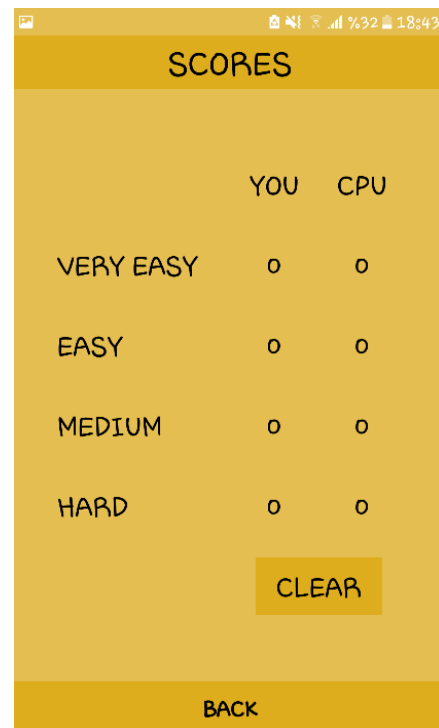 %32 18:43
SCORES
YOU CPU
VERY EASY 0 0
EASY 0 0
MEDIUM 0 0
HARD 0 0
CLEAR
BACK